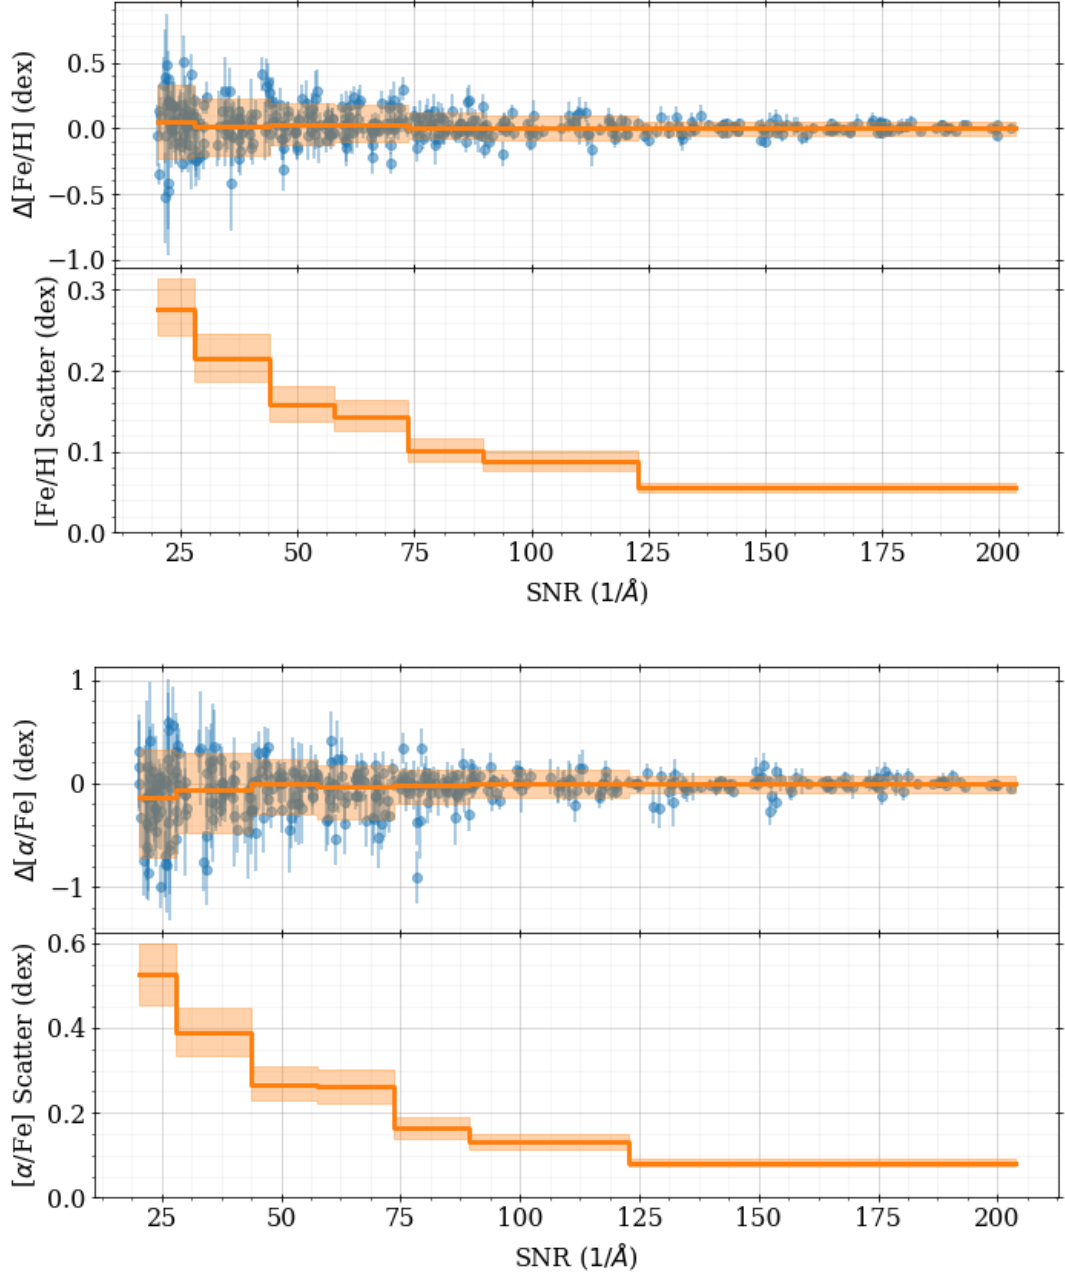 Δ[Fe/H] (dex)
0.5
0.0
−0.5
−1.0
[Fe/H] Scatter (dex)
0.3
0.2
0.1
0.0
25 50 75 100 125 150 175 200
SNR (1/Å)
Δ[α/Fe] (dex)
1
0
−1
[α/Fe] Scatter (dex)
0.6
0.4
0.2
0.0
25 50 75 100 125 150 175 200
SNR (1/Å)